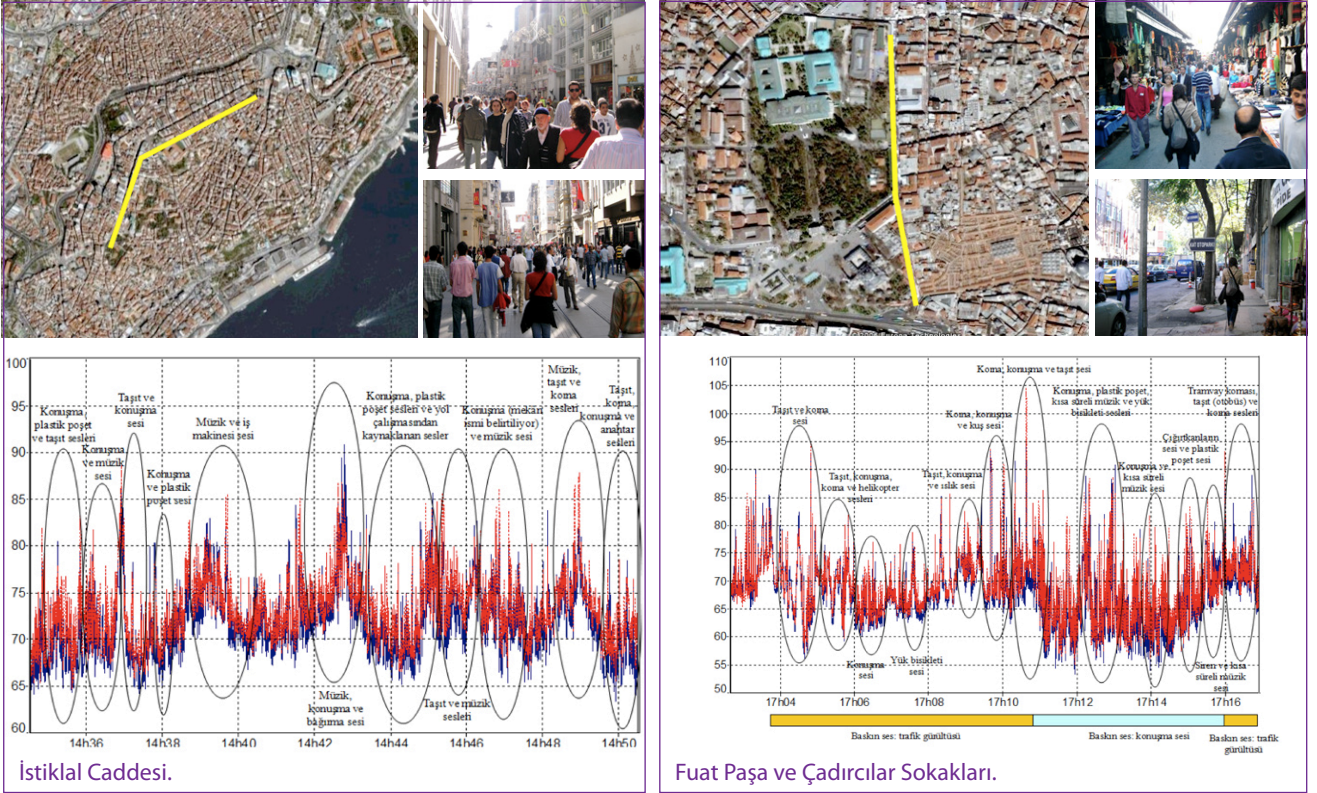 100
95
90
85
80
75
70
65
60
14h36
14h38
14h40
14h42
14h44
14h46
14h48
14h50
Konuşma,
plastik poşet
ve taşıt sesleri
Konuşma
ve müzik
sesi
Taşıt ve
konuşma
sesi
Konuşma
ve plastik
poşet sesi
Müzik ve iş
makinesi sesi
Müzik,
konuşma ve
bağırma sesi
Konuşma, plastik
poşet sesleri ve yol
çalışmasından
kaynaklanan sesler
Taşıt ve müzik
sesleri
Konuşma (mekan
ismi belirtiliyor)
ve müzik sesi
Müzik,
taşıt ve
korna
sesleri
Taşıt,
korna,
konuşma ve
anahtar
sesleri
İstiklal Caddesi.
PIDE
110
105
100
95
90
85
80
75
70
65
60
55
50
17h04
17h06
17h08
17h10
17h12
17h14
17h16
Taşıt ve korna
sesi
Taşıt, konuşma,
korna ve helikopter
sesleri
Konuşma
sesi
Yük bisikleti
sesi
Taşıt, konuşma
ve ıslık sesi
Korna, konuşma
ve kuş sesi
Korna, konuşma ve taşıt sesi
Konuşma, plastik poşet,
kısa süreli müzik ve yük
bisikleti sesleri
Konuşma ve
kısa süreli
müzik sesi
Çığırtkanların
sesi ve plastik
poşet sesi
Siren ve kısa
süreli müzik
sesi
Tramvay kornası,
taşıt (otobüs) ve
korna sesleri
Baskın ses: trafik gürültüsü
Baskın ses: konuşma sesi
Baskın ses: trafik
gürültüsü
Fuat Paşa ve Çadırcılar Sokakları.